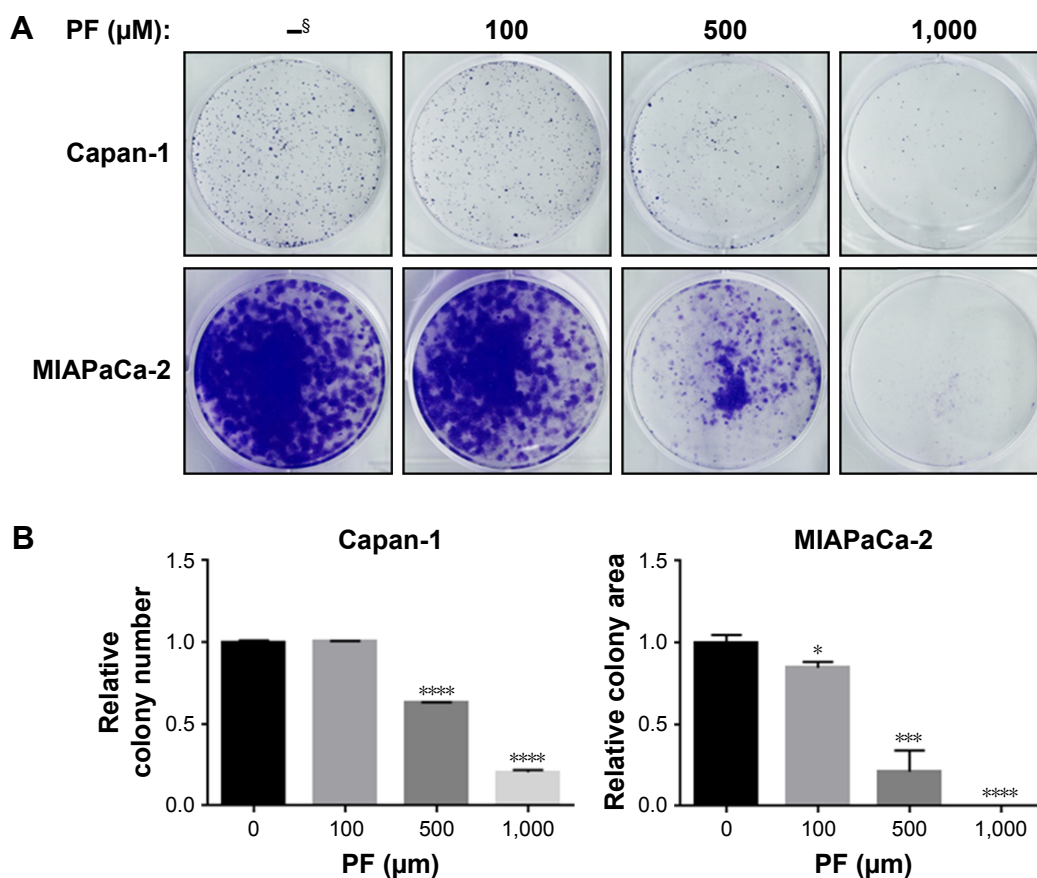 A PF (µM): –§ 100 500 1,000
Capan-1
MIAPaCa-2
B
Capan-1
Relative
colony number
1.5
1.0
0.5
0.0
****
****
0 100 500 1,000
PF (µm)
MIAPaCa-2
Relative colony area
1.5
1.0
0.5
0.0
*
***
****
0 100 500 1,000
PF (µm)